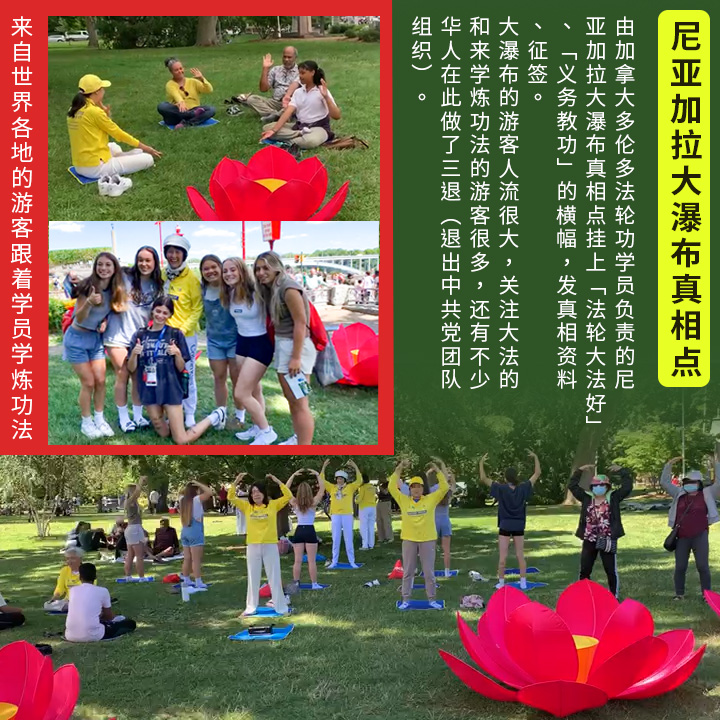 尼亚加拉大瀑布真相点
由加拿大多伦多法轮功学员负责的尼
亚加拉大瀑布真相点挂上「法轮大法好」
、「义务教功」的横幅，发真相资料
、征签。
大瀑布的游客人流很大，关注大法的
和来学炼功法的游客很多，还有不少
华人在此做了三退（退出中共党团队
组织）。
来自世界各地的游客跟着学员学炼功法